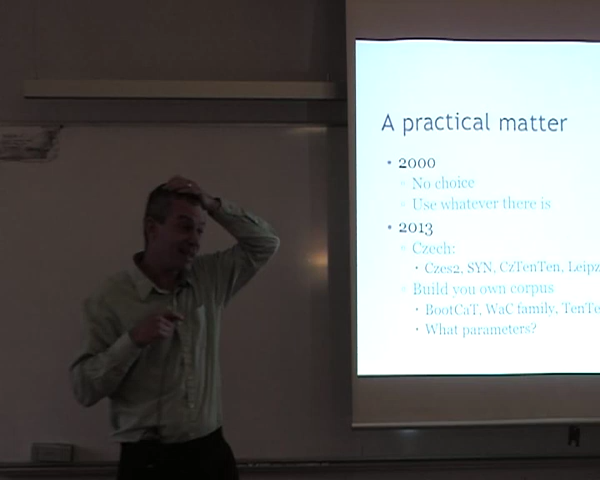 A practical matter
• 2000
No choice
Use whatever there is
• 2013
Czech:
• Czes2, SYN, CzTenTen, Leipz
Build you own corpus
• BootCaT, WaC family, TenTe
• What parameters?